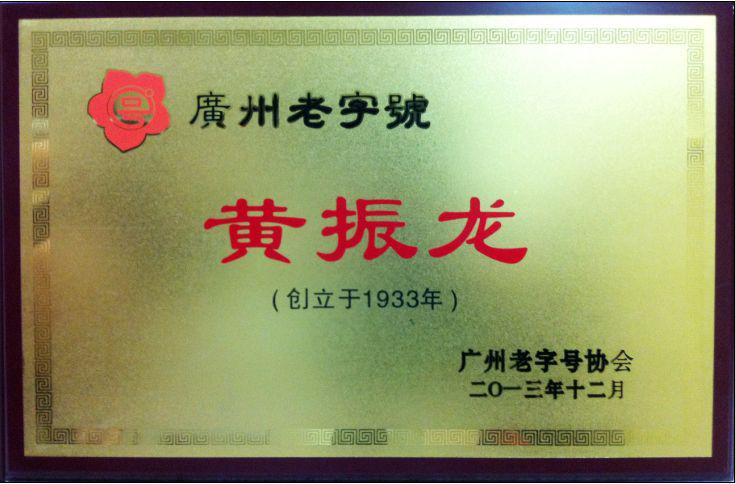 廣州老字號
黄振龙
(创立于1933年)
广州老字号协会
二〇一三年十二月